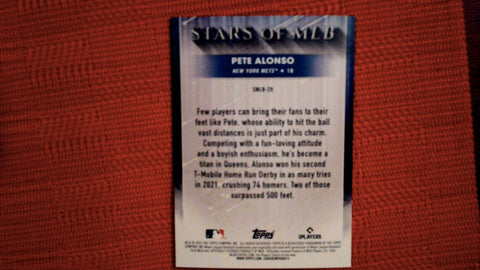 STARS OF MLB
PETE ALONSO
NEW YORK METS • 1B
SMLB-29
Few players can bring their fans to their
feet like Pete, whose ability to hit the ball
vast distances is just part of his charm.
Competing with a fun-loving attitude
and a boyish enthusiasm, he's become a
titan in Queens. Alonso won his second
T-Mobile Home Run Derby in as many tries
in 2021, crushing 74 homers. Two of those
surpassed 500 feet.
Topps
PLAYERS